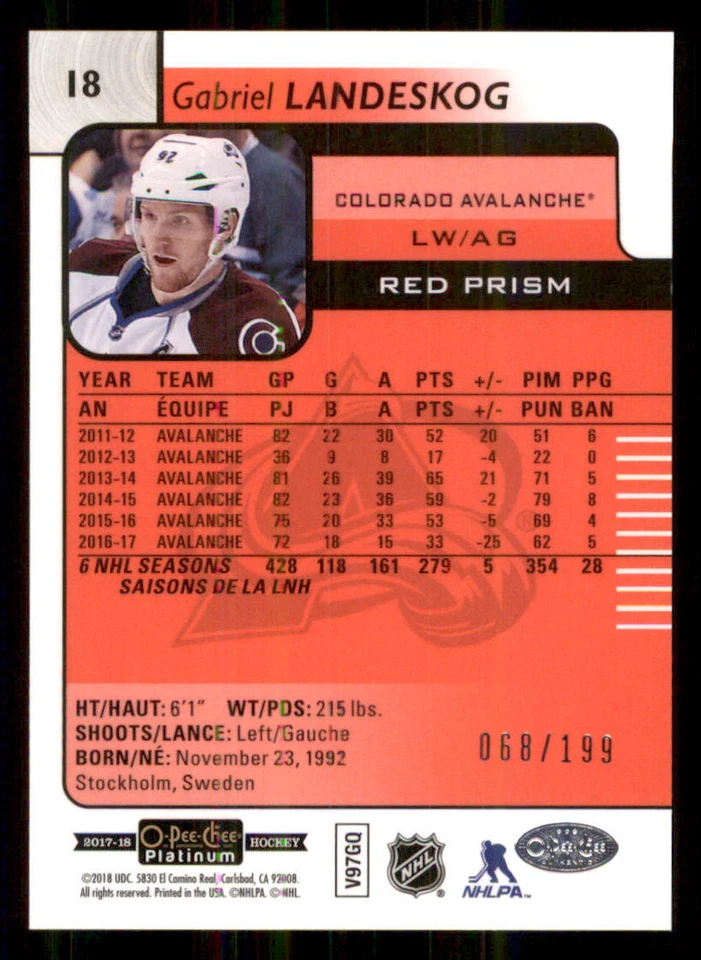 18
Gabriel LANDESKOG
92
COLORADO AVALANCHE®
LW/AG
RED PRISM
YEAR TEAM GP G A PTS +/- PIM PPG
AN ÉQUIPE PJ B A PTS +/- PUN BAN
2011-12 AVALANCHE 82 22 30 52 20 51 6
2012-13 AVALANCHE 36 9 8 17 -4 22 0
2013-14 AVALANCHE 81 26 39 65 21 71 5
2014-15 AVALANCHE 82 23 36 59 -2 79 8
2015-16 AVALANCHE 75 20 33 53 -5 69 4
2016-17 AVALANCHE 72 18 15 33 -25 62 5
6 NHL SEASONS 428 118 161 279 5 354 28
SAISONS DE LA LNH
®
HT/HAUT: 6'1" WT/PDS: 215 lbs.
SHOOTS/LANCE: Left/Gauche
BORN/NÉ: November 23, 1992
Stockholm, Sweden
068/199
2017-18 O-Pee-Chee® Platinum HOCKEY
©2018 UDC. 5830 El Camino Real, Carlsbad, CA 92008.
All rights reserved. Printed in the USA. ©NHLPA. ©NHL.
V97GQ
NHL®
NHLPA™
O-Pee-Chee